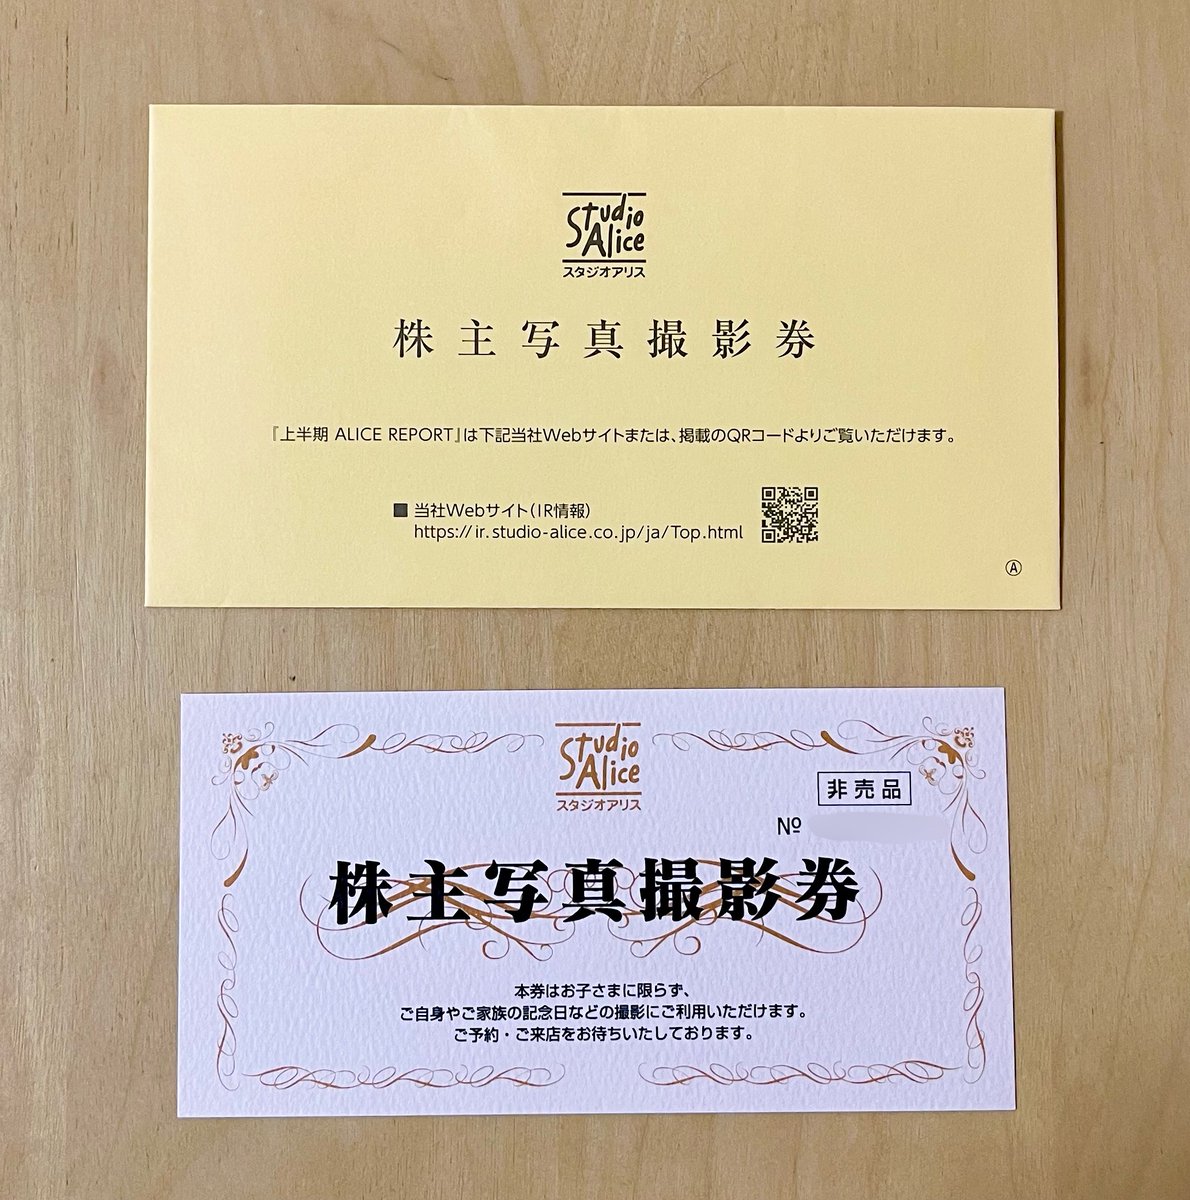 Studio
Alice
スタジオアリス
株主写真撮影券
『上半期 ALICE REPORT』は下記当社Webサイトまたは、掲載のQRコードよりご覧いただけます。
■ 当社Webサイト（IR情報）
https://ir.studio-alice.co.jp/ja/Top.html
Ⓐ
Studio
Alice
スタジオアリス
非売品
№
株主写真撮影券
本券はお子さまに限らず、
ご自身やご家族の記念日などの撮影にご利用いただけます。
ご予約・ご来店をお待ちいたしております。